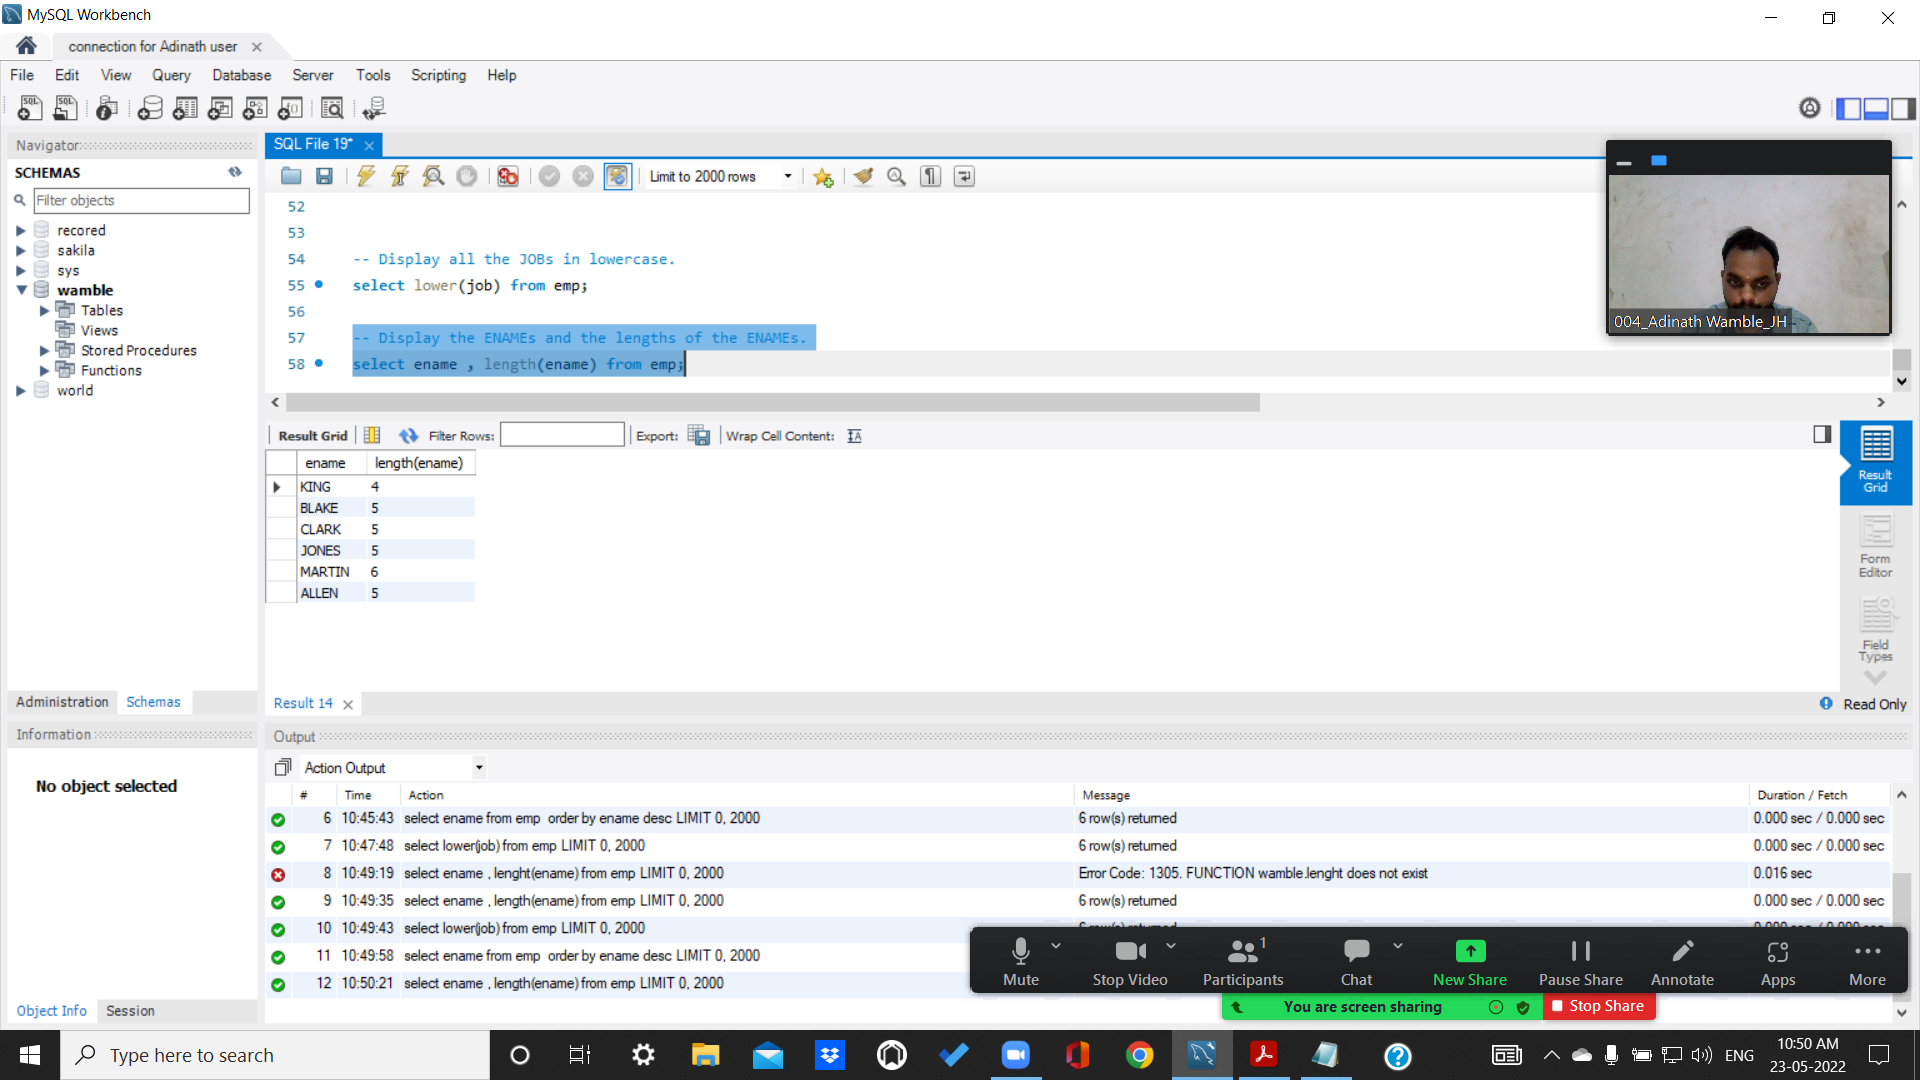 MySQL Workbench
connection for Adinath user
File Edit View Query Database Server Tools Scripting Help
Navigator
SCHEMAS
Filter objects
recored
sakila
sys
wamble
Tables
Views
Stored Procedures
Functions
world
Administration Schemas
Information
No object selected
Object Info Session
SQL File 19*
Limit to 2000 rows
52
53
54 -- Display all the JOBs in lowercase.
55 select lower(job) from emp;
56
57 -- Display the ENAMEs and the lengths of the ENAMEs.
58 select ename , length(ename) from emp;
004_Adinath Wamble_JH
Result Grid Filter Rows: Export: Wrap Cell Content:
ename length(ename)
KING 4
BLAKE 5
CLARK 5
JONES 5
MARTIN 6
ALLEN 5
Result Grid
Form Editor
Field Types
Result 14
Read Only
Output
Action Output
# Time Action Message Duration / Fetch
6 10:45:43 select ename from emp order by ename desc LIMIT 0, 2000 6 row(s) returned 0.000 sec / 0.000 sec
7 10:47:48 select lower(job) from emp LIMIT 0, 2000 6 row(s) returned 0.000 sec / 0.000 sec
8 10:49:19 select ename , lenght(ename) from emp LIMIT 0, 2000 Error Code: 1305. FUNCTION wamble.lenght does not exist 0.016 sec
9 10:49:35 select ename , length(ename) from emp LIMIT 0, 2000 6 row(s) returned 0.000 sec / 0.000 sec
10 10:49:43 select lower(job) from emp LIMIT 0, 2000
11 10:49:58 select ename from emp order by ename desc LIMIT 0, 2000
12 10:50:21 select ename , length(ename) from emp LIMIT 0, 2000
1
Mute Stop Video Participants Chat New Share Pause Share Annotate Apps More
You are screen sharing Stop Share
Type here to search
ENG
10:50 AM
23-05-2022